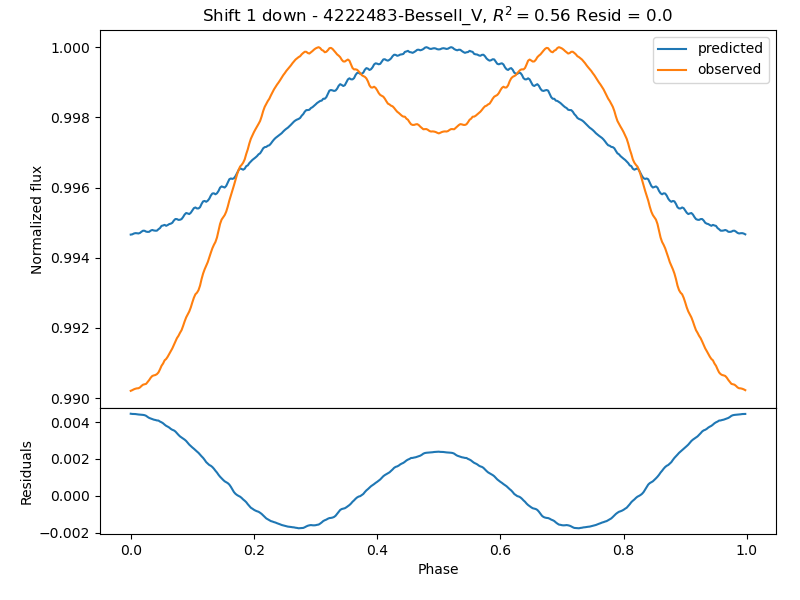 Shift 1 down - 4222483-Bessell_V, R² = 0.56 Resid = 0.0
predicted
observed
Normalized flux
1.000
0.998
0.996
0.994
0.992
0.990
Residuals
0.004
0.002
0.000
−0.002
0.0
0.2
0.4
0.6
0.8
1.0
Phase